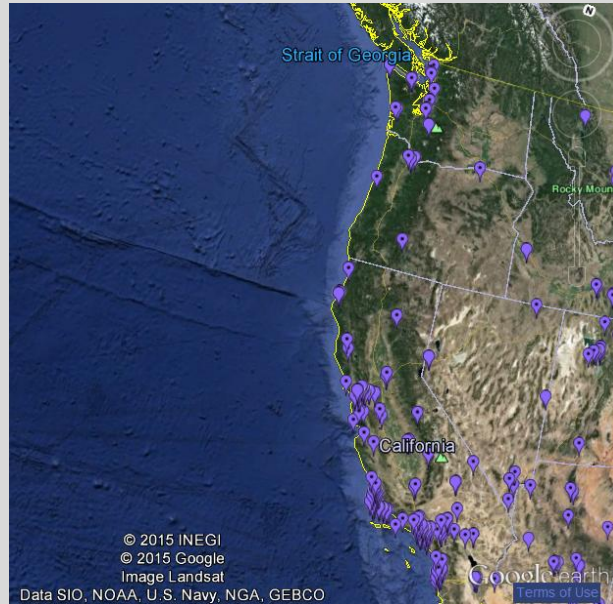 N
Strait of Georgia
Rocky Moun
California
© 2015 INEGI
© 2015 Google
Image Landsat
Data SIO, NOAA, U.S. Navy, NGA, GEBCO
Google earth
Terms of Use